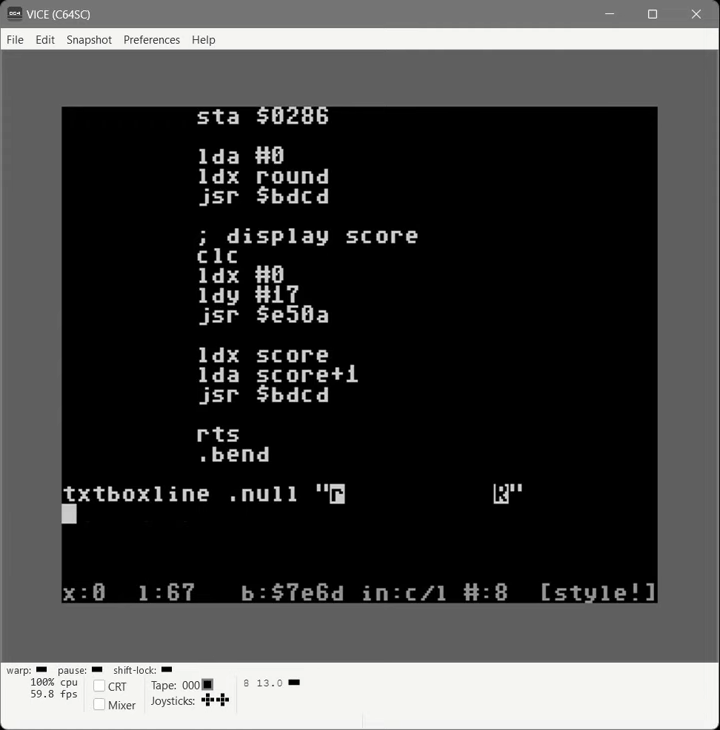 VICE (C64SC)
File Edit Snapshot Preferences Help
sta $0286
lda #0
ldx round
jsr $bdcd
; display score
clc
ldx #0
ldy #17
jsr $e50a
ldx score
lda score+1
jsr $bdcd
rts
.bend
txtboxline .null "r R"
x:0 l:67 b:$7e6d in:c/l #:8 [style!]
warp: pause: shift-lock:
100% cpu
59.8 fps
CRT
Mixer
Tape: 000
Joysticks:
8 13.0